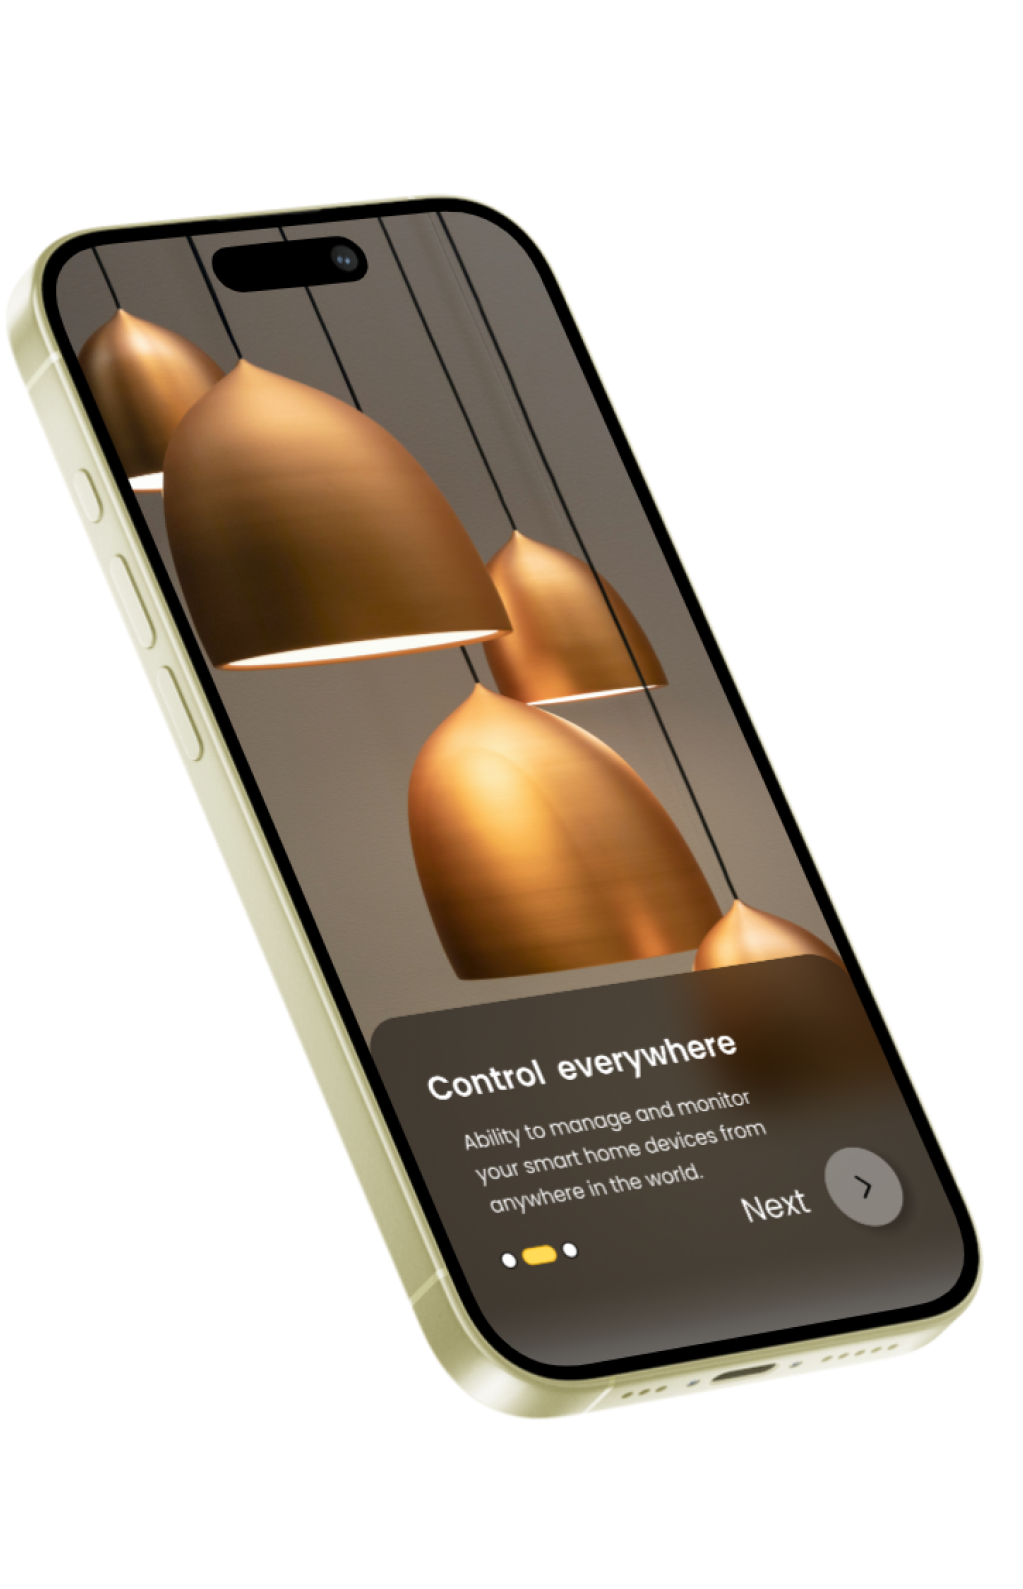 Control everywhere
Ability to manage and monitor
your smart home devices from
anywhere in the world.
Next